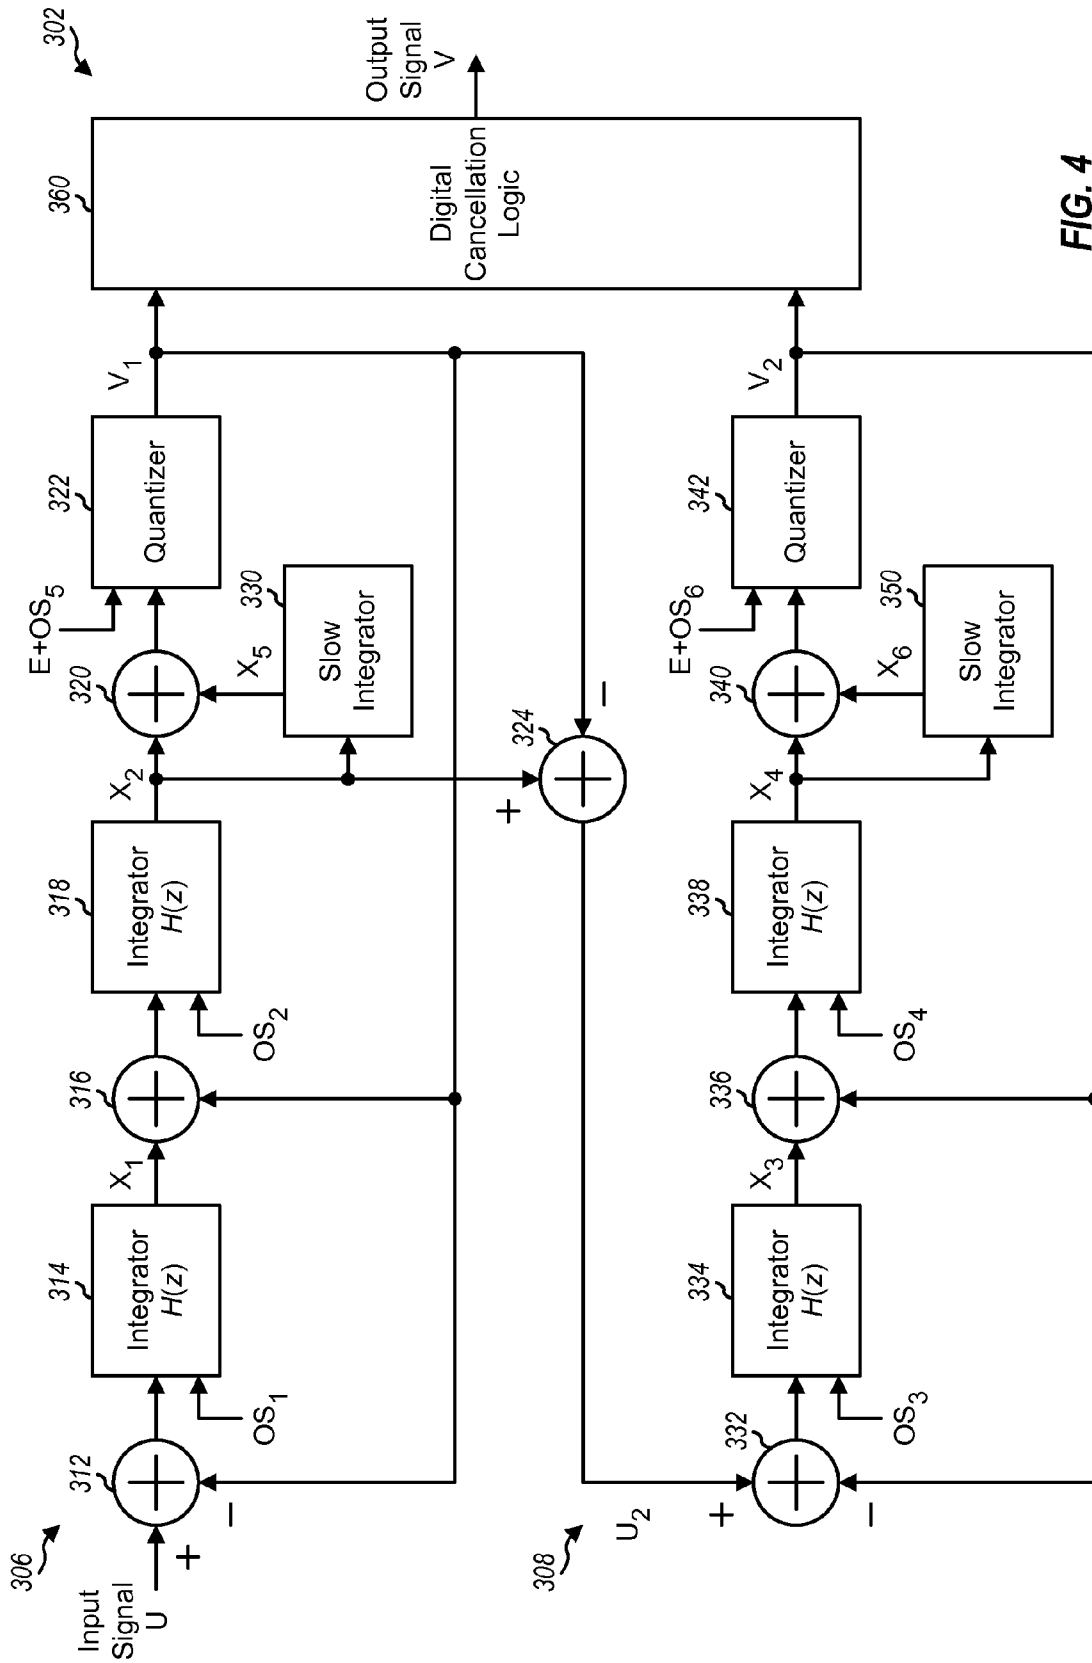 302
306
Input
Signal
U
+
−
312
OS1
314
Integrator
H(z)
X1
316
OS2
318
Integrator
H(z)
X2
320
E+OS5
X5
330
Slow
Integrator
322
Quantizer
V1
360
Digital
Cancellation
Logic
Output
Signal
V
324
+
−
308
U2
+
−
332
OS3
334
Integrator
H(z)
X3
336
OS4
338
Integrator
H(z)
X4
340
E+OS6
X6
350
Slow
Integrator
342
Quantizer
V2
FIG. 4